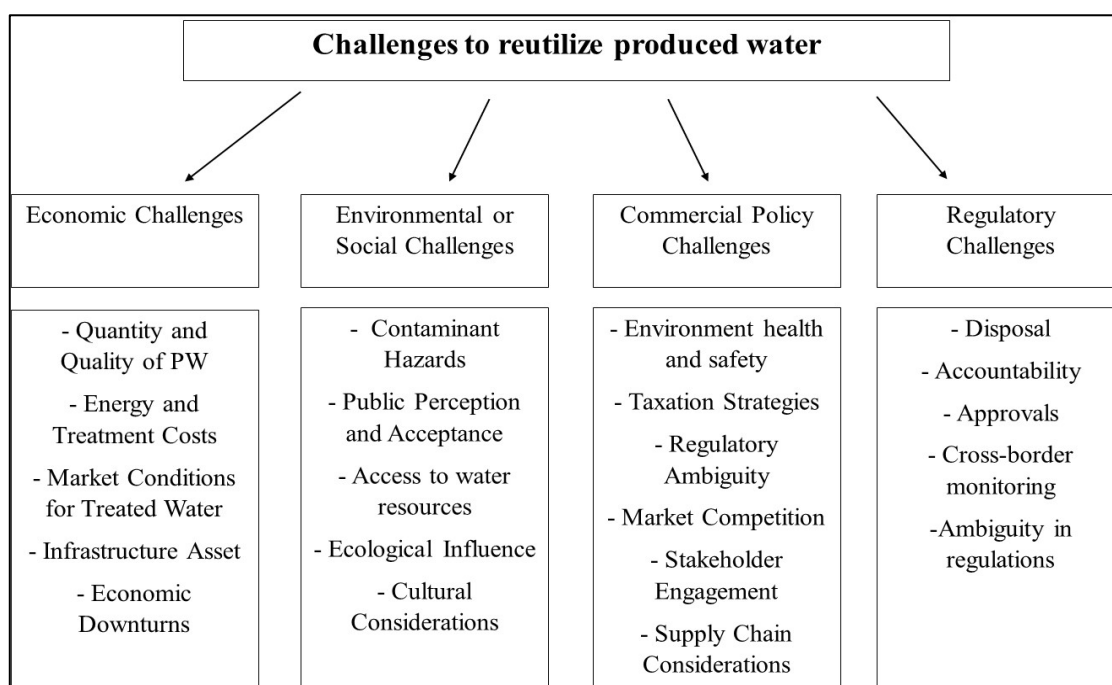 Challenges to reutilize produced water
Economic Challenges
Environmental or
Social Challenges
Commercial Policy
Challenges
Regulatory
Challenges
- Quantity and
Quality of PW
- Energy and
Treatment Costs
- Market Conditions
for Treated Water
- Infrastructure Asset
- Economic
Downturns
- Contaminant
Hazards
- Public Perception
and Acceptance
- Access to water
resources
- Ecological Influence
- Cultural
Considerations
- Environment health
and safety
- Taxation Strategies
- Regulatory
Ambiguity
- Market Competition
- Stakeholder
Engagement
- Supply Chain
Considerations
- Disposal
- Accountability
- Approvals
- Cross-border
monitoring
-Ambiguity in
regulations